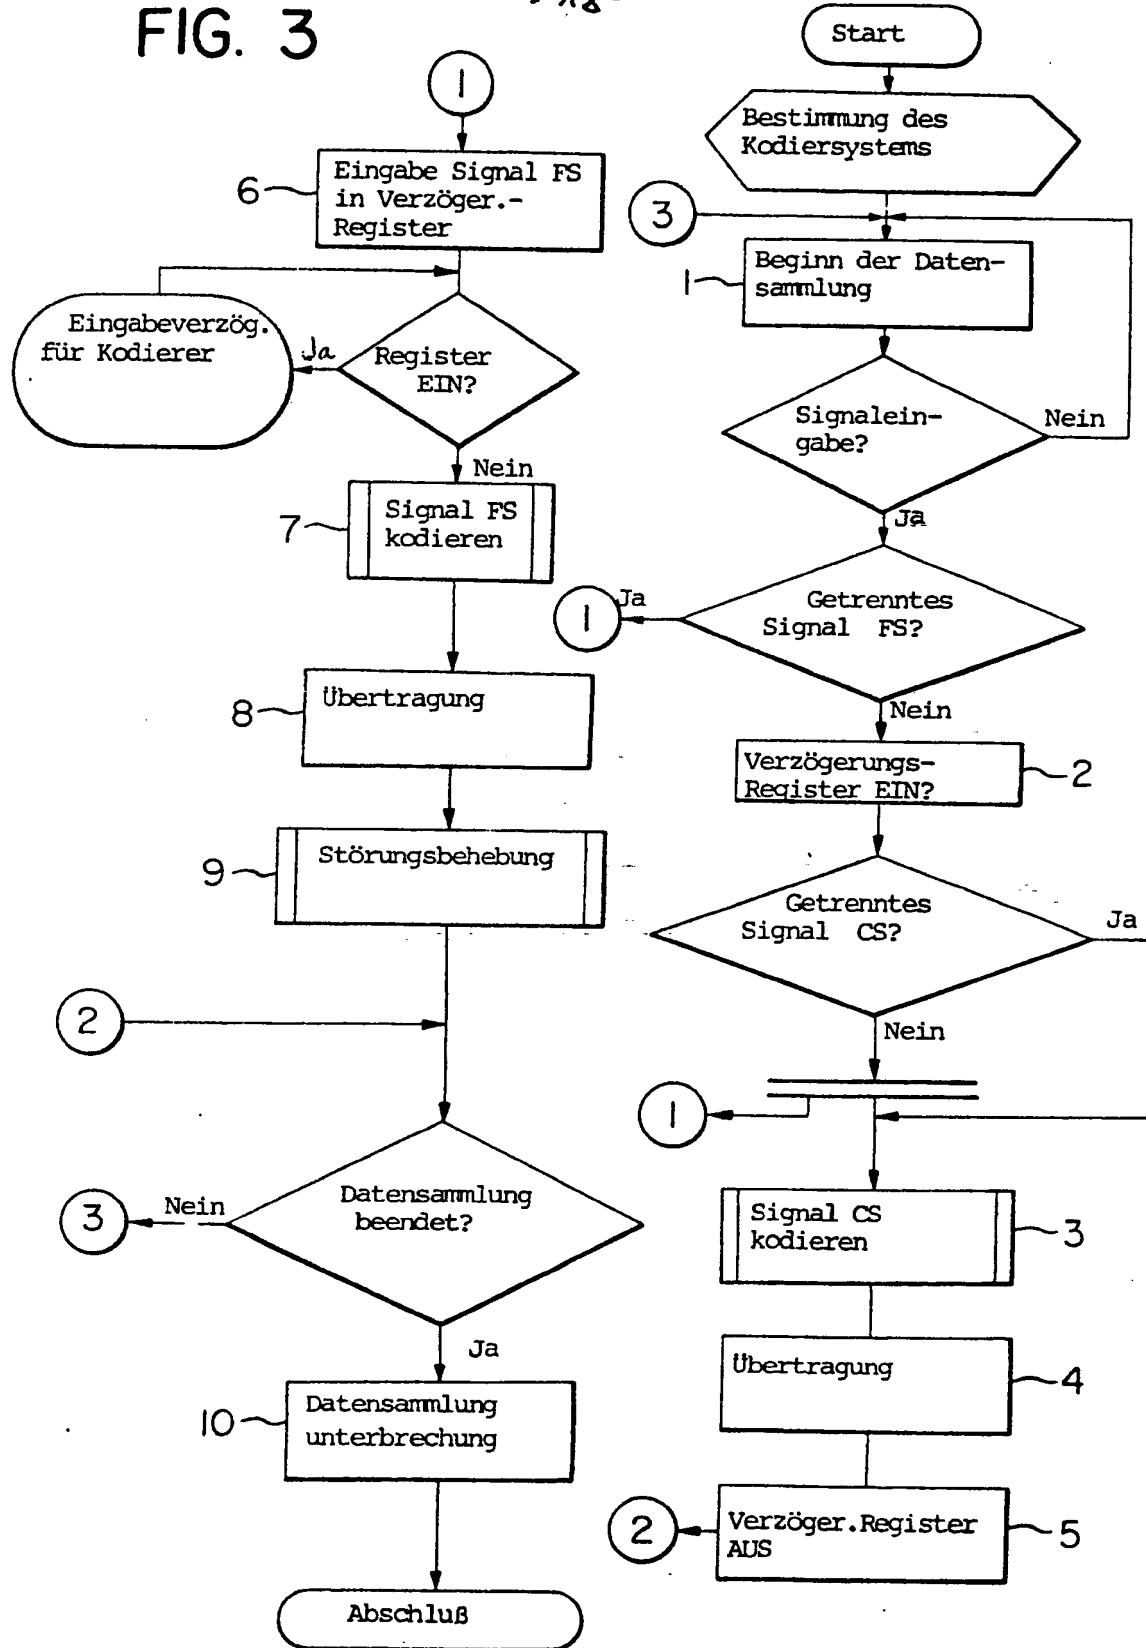 FIG. 3
1
6
Eingabe Signal FS
in Verzöger.-
Register
Eingabeverzög.
für Kodierer
Ja
Register
EIN?
Nein
7
Signal FS
kodieren
8
Übertragung
9
Störungsbehebung
2
3
Nein
Datensammlung
beendet?
Ja
10
Datensammlung
unterbrechung
Abschluß
Start
Bestimmung des
Kodiersystems
3
1
Beginn der Daten-
sammlung
Signalein-
gabe?
Nein
Ja
1
Ja
Getrenntes
Signal FS?
Nein
Verzögerungs-
Register EIN?
2
Getrenntes
Signal CS?
Ja
Nein
1
Signal CS
kodieren
3
Übertragung
4
2
Verzöger.Register
AUS
5